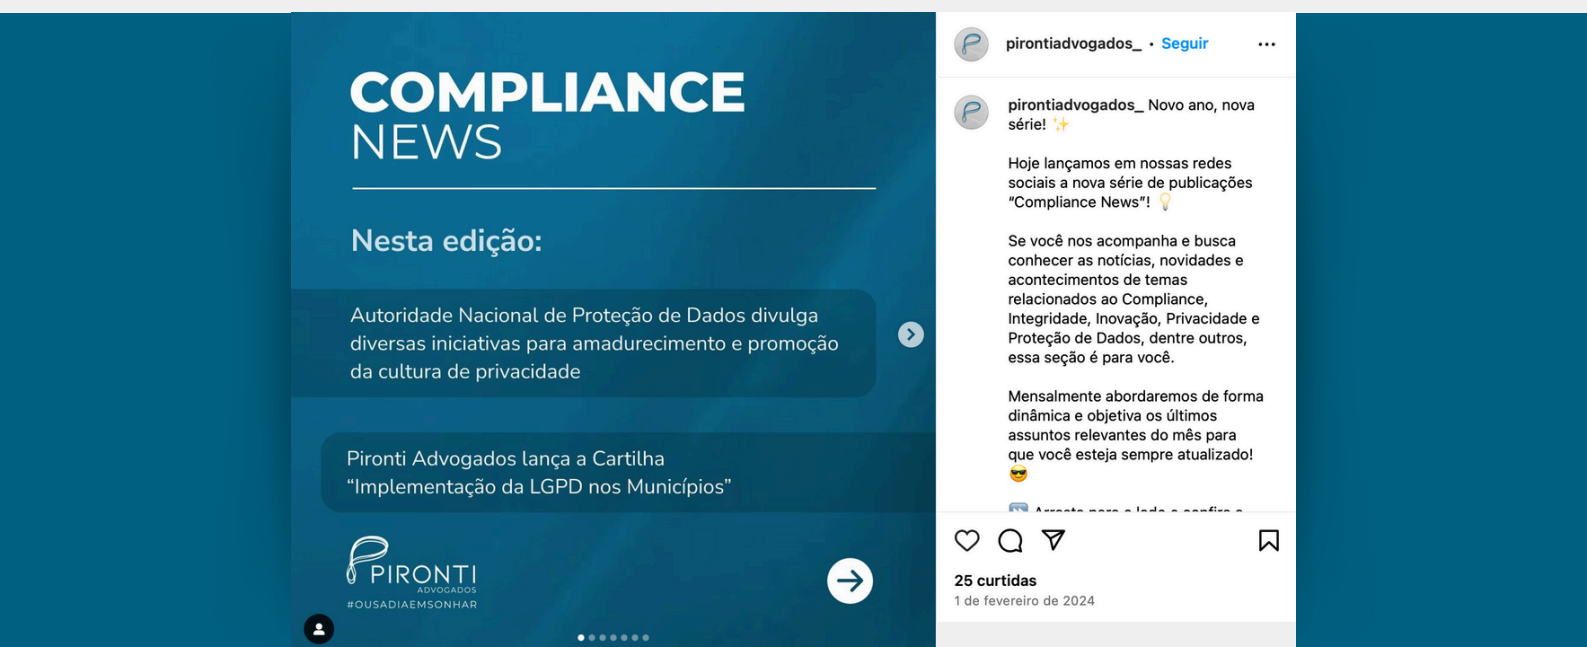 COMPLIANCE
NEWS
Nesta edição:
Autoridade Nacional de Proteção de Dados divulga
diversas iniciativas para amadurecimento e promoção
da cultura de privacidade
Pironti Advogados lança a Cartilha
“Implementação da LGPD nos Municípios”
PIRONTI
ADVOGADOS
#OUSADIAEMSONHAR
pirontiadvogados_ • Seguir
pirontiadvogados_ Novo ano, nova
série! ✨
Hoje lançamos em nossas redes
sociais a nova série de publicações
“Compliance News”! 💡
Se você nos acompanha e busca
conhecer as notícias, novidades e
acontecimentos de temas
relacionados ao Compliance,
Integridade, Inovação, Privacidade e
Proteção de Dados, dentre outros,
essa seção é para você.
Mensalmente abordaremos de forma
dinâmica e objetiva os últimos
assuntos relevantes do mês para
que você esteja sempre atualizado!
😎
25 curtidas
1 de fevereiro de 2024